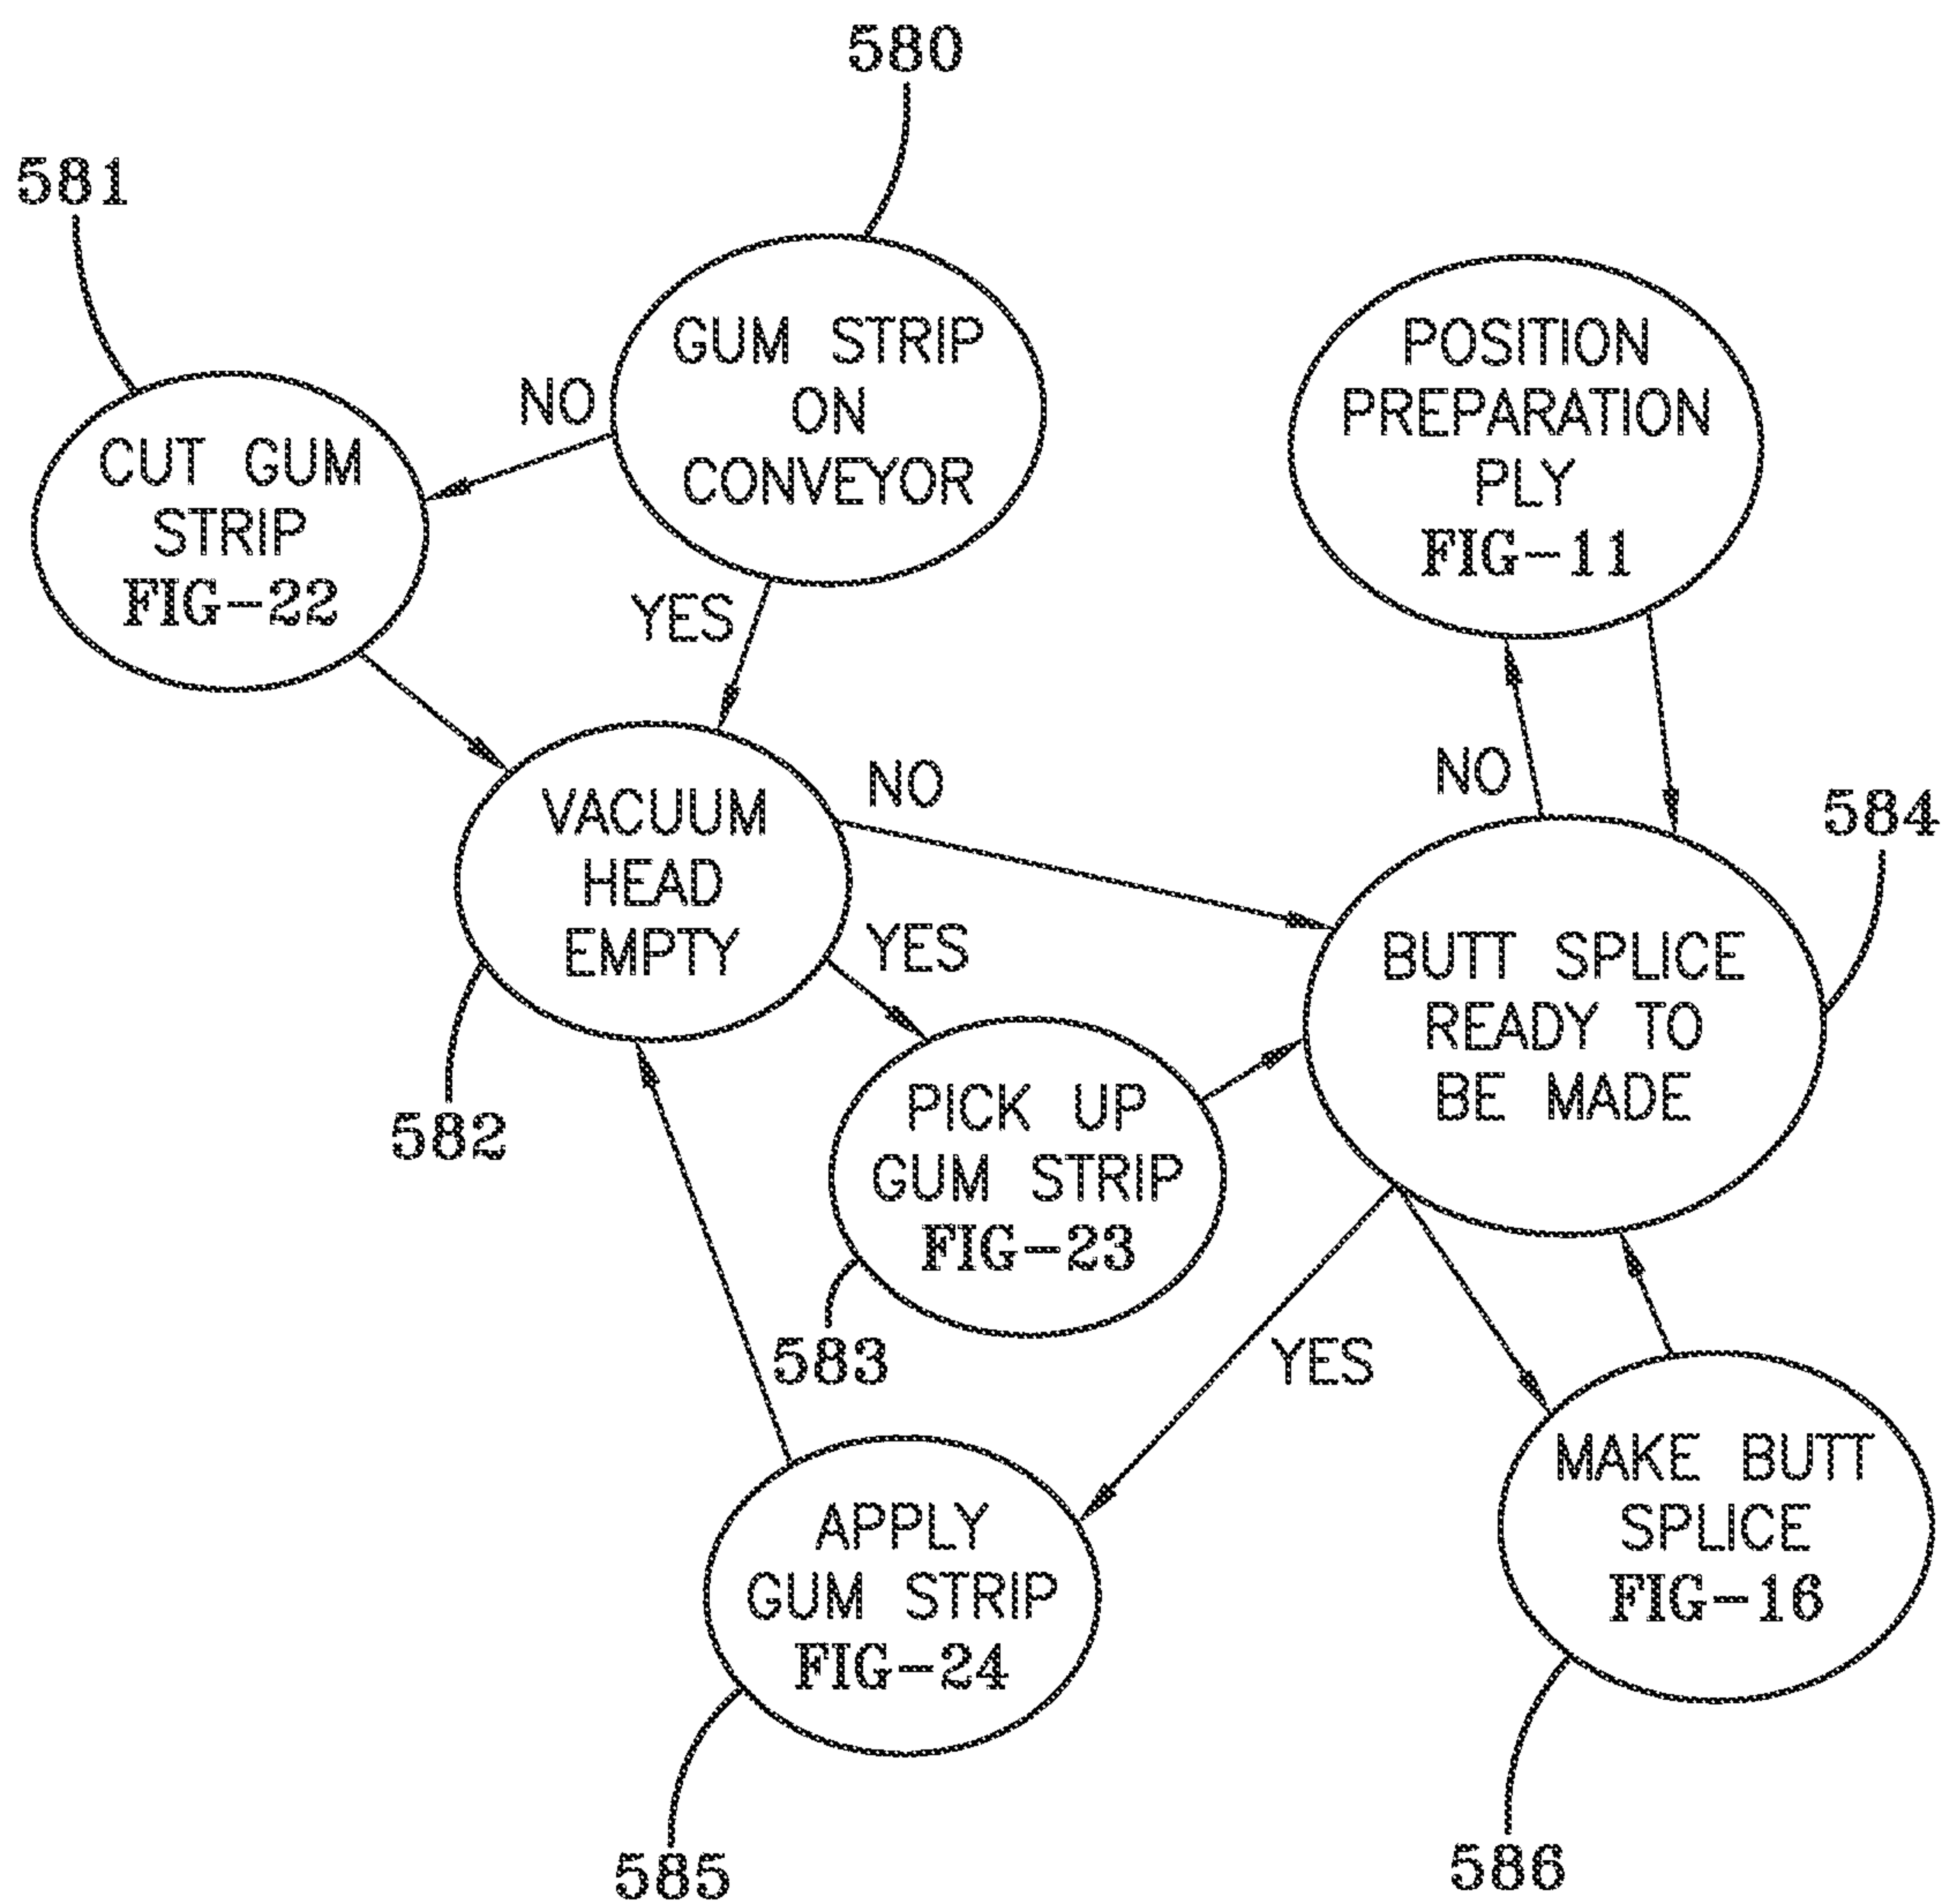 580
581
GUM STRIP
ON
CONVEYOR
NO
YES
CUT GUM
STRIP
FIG-22
POSITION
PREPARATION
PLY
FIG-11
NO
VACUUM
HEAD
EMPTY
NO
YES
582
584
BUTT SPLICE
READY TO
BE MADE
PICK UP
GUM STRIP
FIG-23
583
YES
APPLY
GUM STRIP
FIG-24
585
MAKE BUTT
SPLICE
FIG-16
586